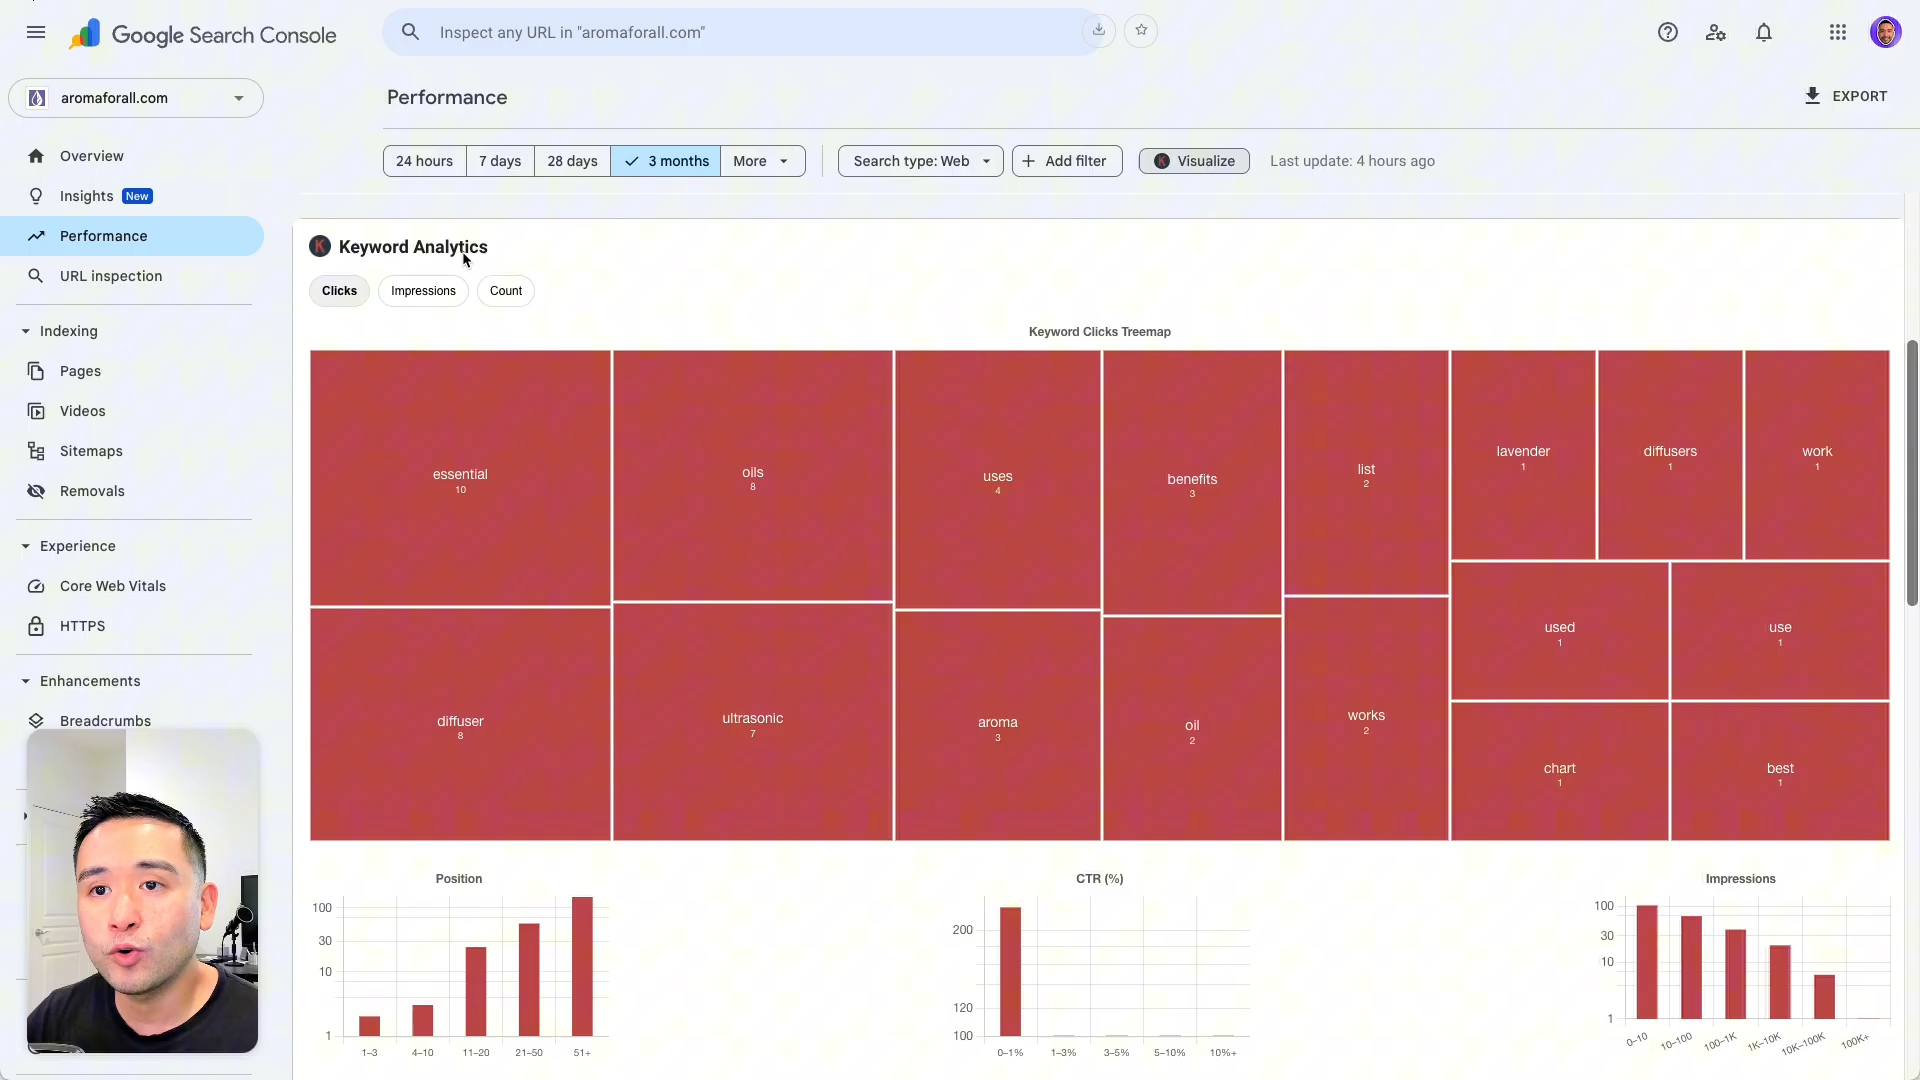 Google Search Console
Inspect any URL in "aromaforall.com"
aromaforall.com
Performance
EXPORT
24 hours
7 days
28 days
3 months
More
Search type: Web
Add filter
K
Visualize
Last update: 4 hours ago
Overview
Insights
New
Performance
URL inspection
Indexing
Pages
Videos
Sitemaps
Removals
Experience
Core Web Vitals
HTTPS
Enhancements
Breadcrumbs
K
Keyword Analytics
Clicks
Impressions
Count
Keyword Clicks Treemap
essential
10
oils
8
uses
4
benefits
3
list
2
lavender
1
diffusers
1
work
1
used
1
use
1
diffuser
8
ultrasonic
7
aroma
3
oil
2
works
2
chart
1
best
1
Position
100
30
10
1
1–3
4–10
11–20
21–50
51+
CTR (%)
200
120
100
0–1%
1–3%
3–5%
5–10%
10%+
Impressions
100
30
10
1
0–10
10–100
100–1K
1K–10K
10K–100K
100K+